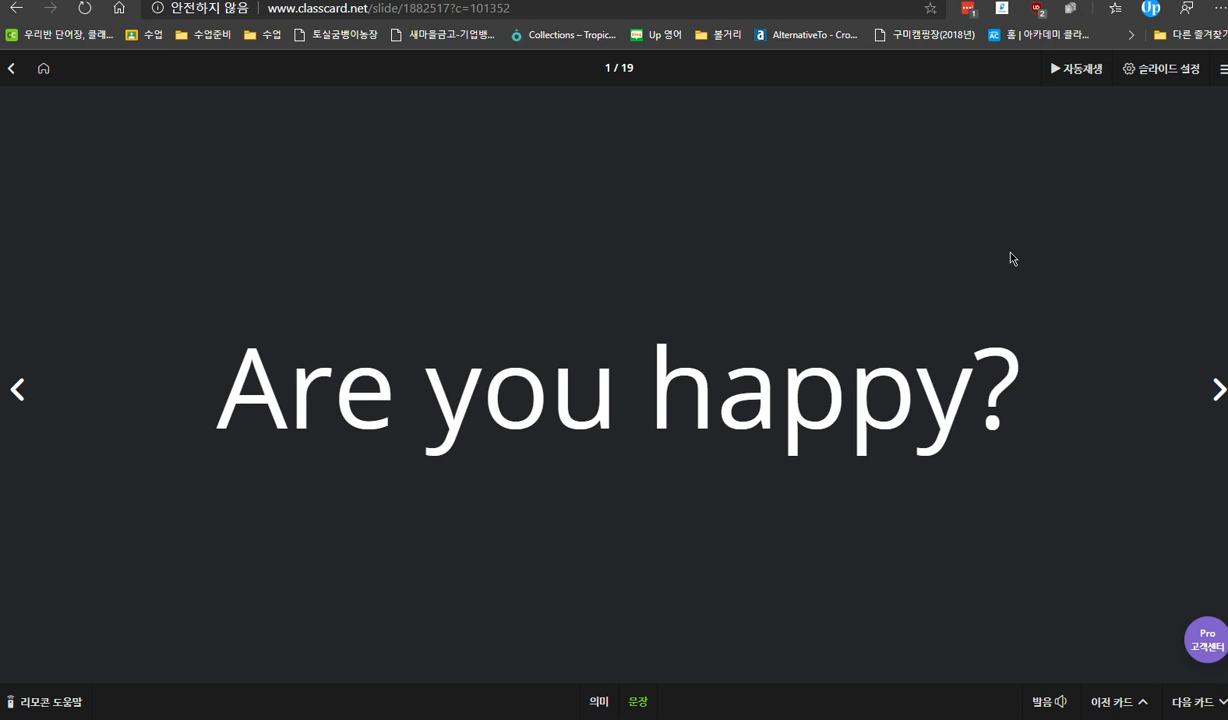 안전하지 않음 www.classcard.net/slide/1882517?c=101352
우리반 단어장, 클래... 수업 수업준비 수업 토실궁뱅이농장 새마을금고-기업뱅... Collections – Tropic... Up 영어 볼거리 AlternativeTo - Cro... 구미캠핑장(2018년) 홈 | 아카데미 클라... 다른 즐겨찾기
1 / 19
자동재생 슬라이드 설정
Are you happy?
Pro
고객센터
리모콘 도움말 의미 문장 발음 이전 카드 다음 카드